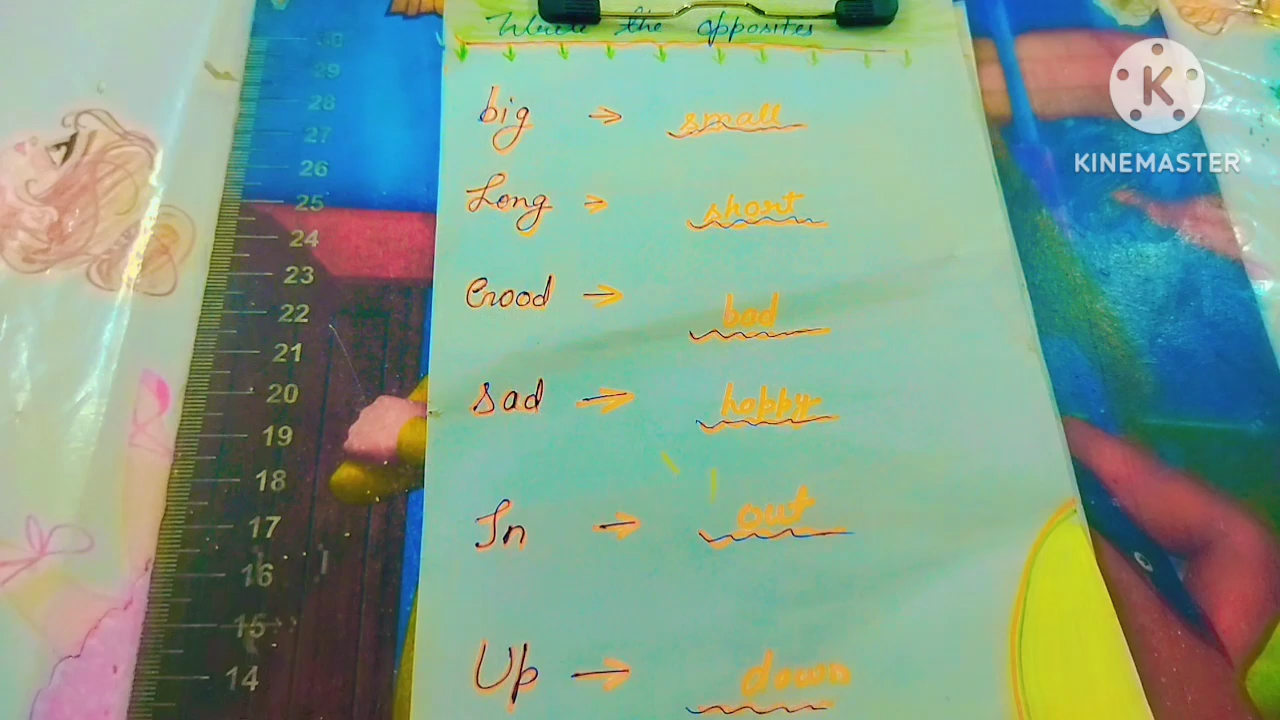 Write the opposites
big → small
Long → short
Good → bad
sad → happy
In → out
Up → down
30
29
28
27
26
25
24
23
22
21
20
19
18
17
16
15
14
K
KINEMASTER